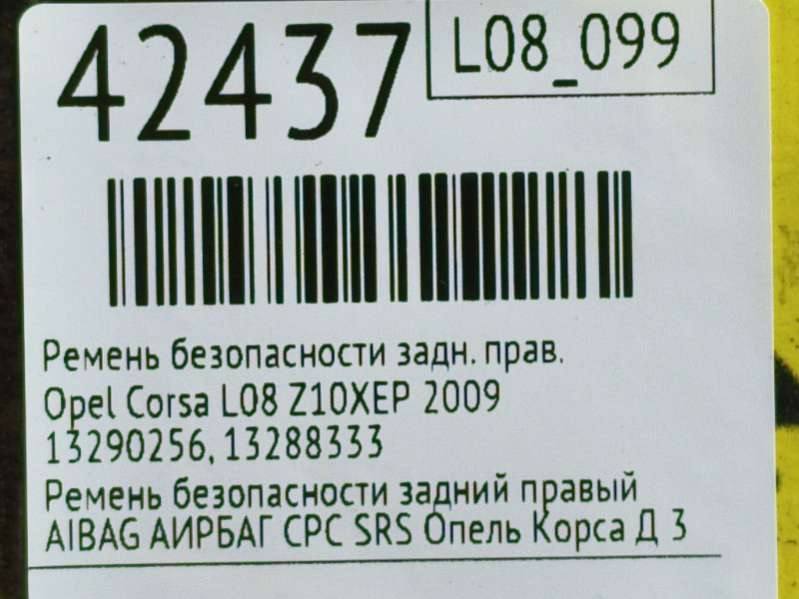 42437
L08_099
Ремень безопасности задн. прав.
Opel Corsa L08 Z10XEP 2009
13290256, 13288333
Ремень безопасности задний правый
AIBAG АИРБАГ СРС SRS Опель Корса Д 3